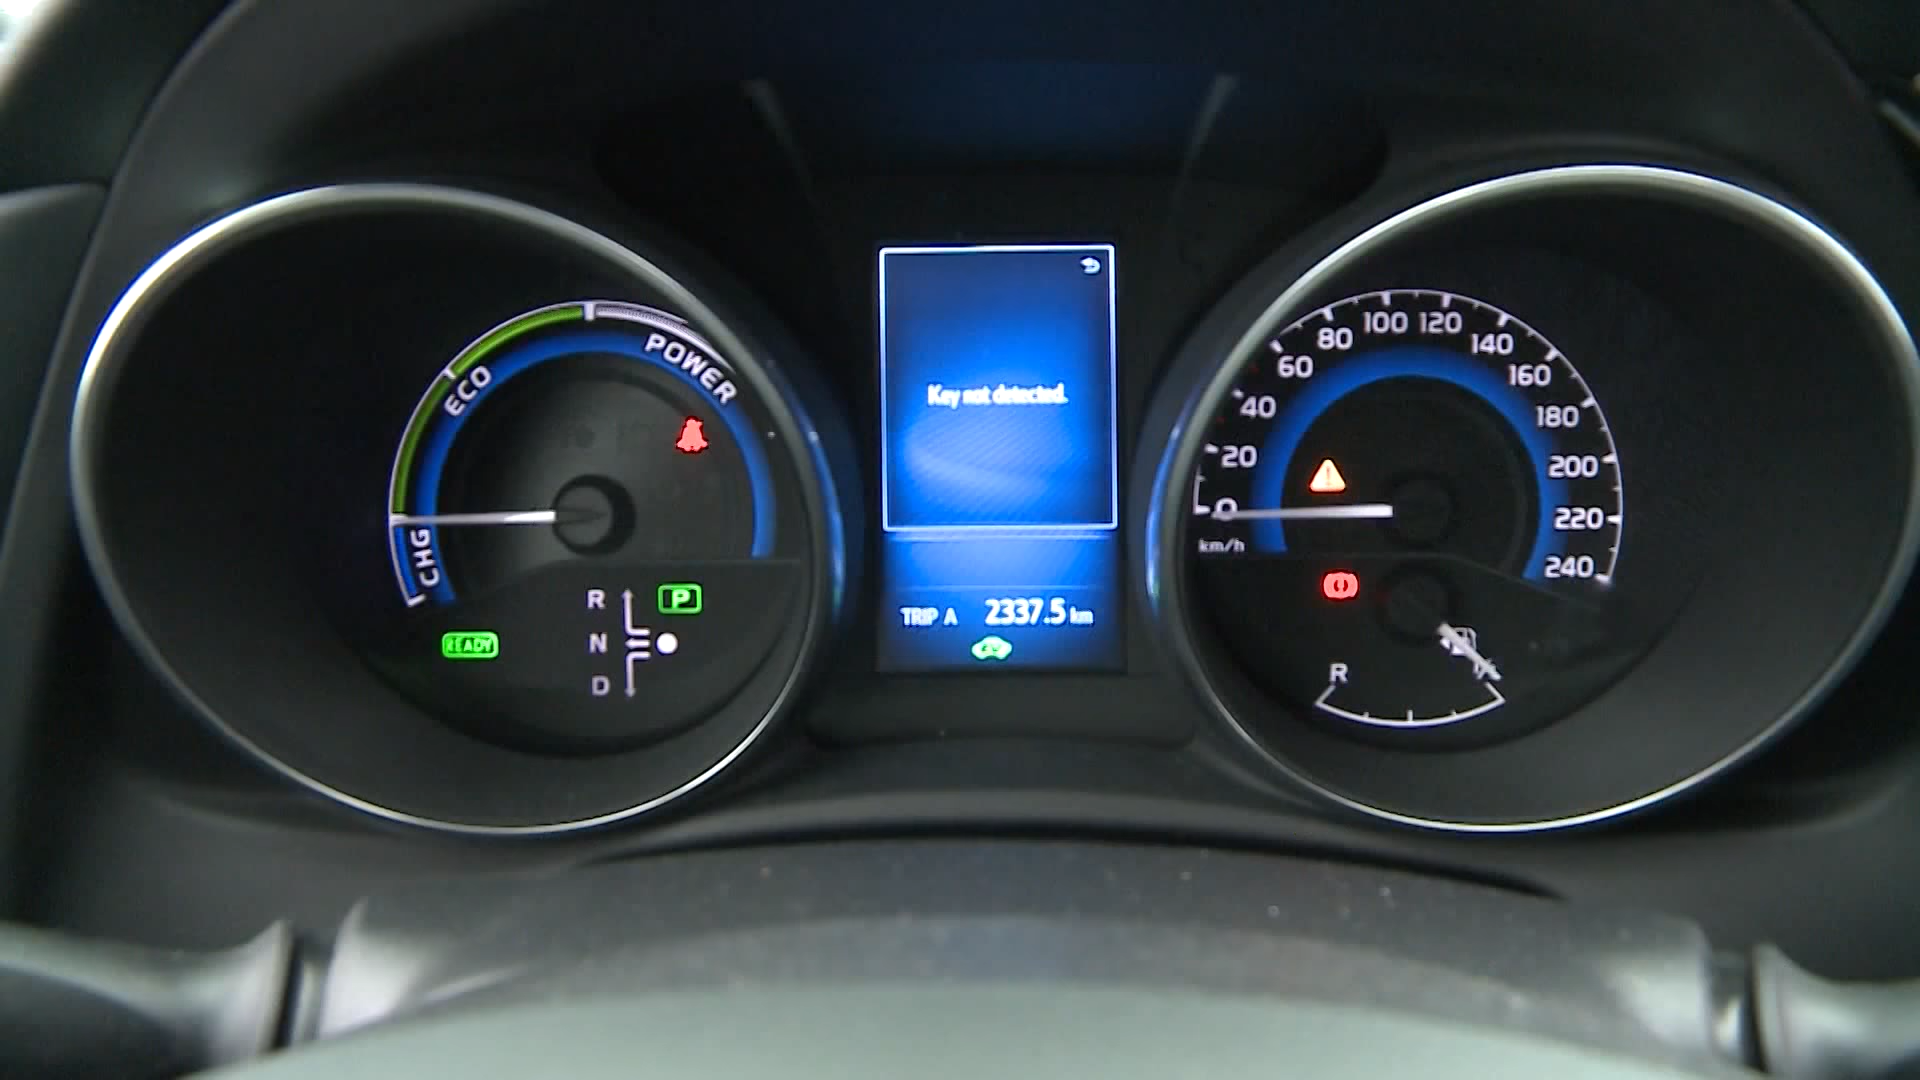 ECO
POWER
CHG
READY
R
N
D
P
Key not detected.
TRIP A 2337.5 km
0
20
40
60
80
100
120
140
160
180
200
220
240
km/h
R